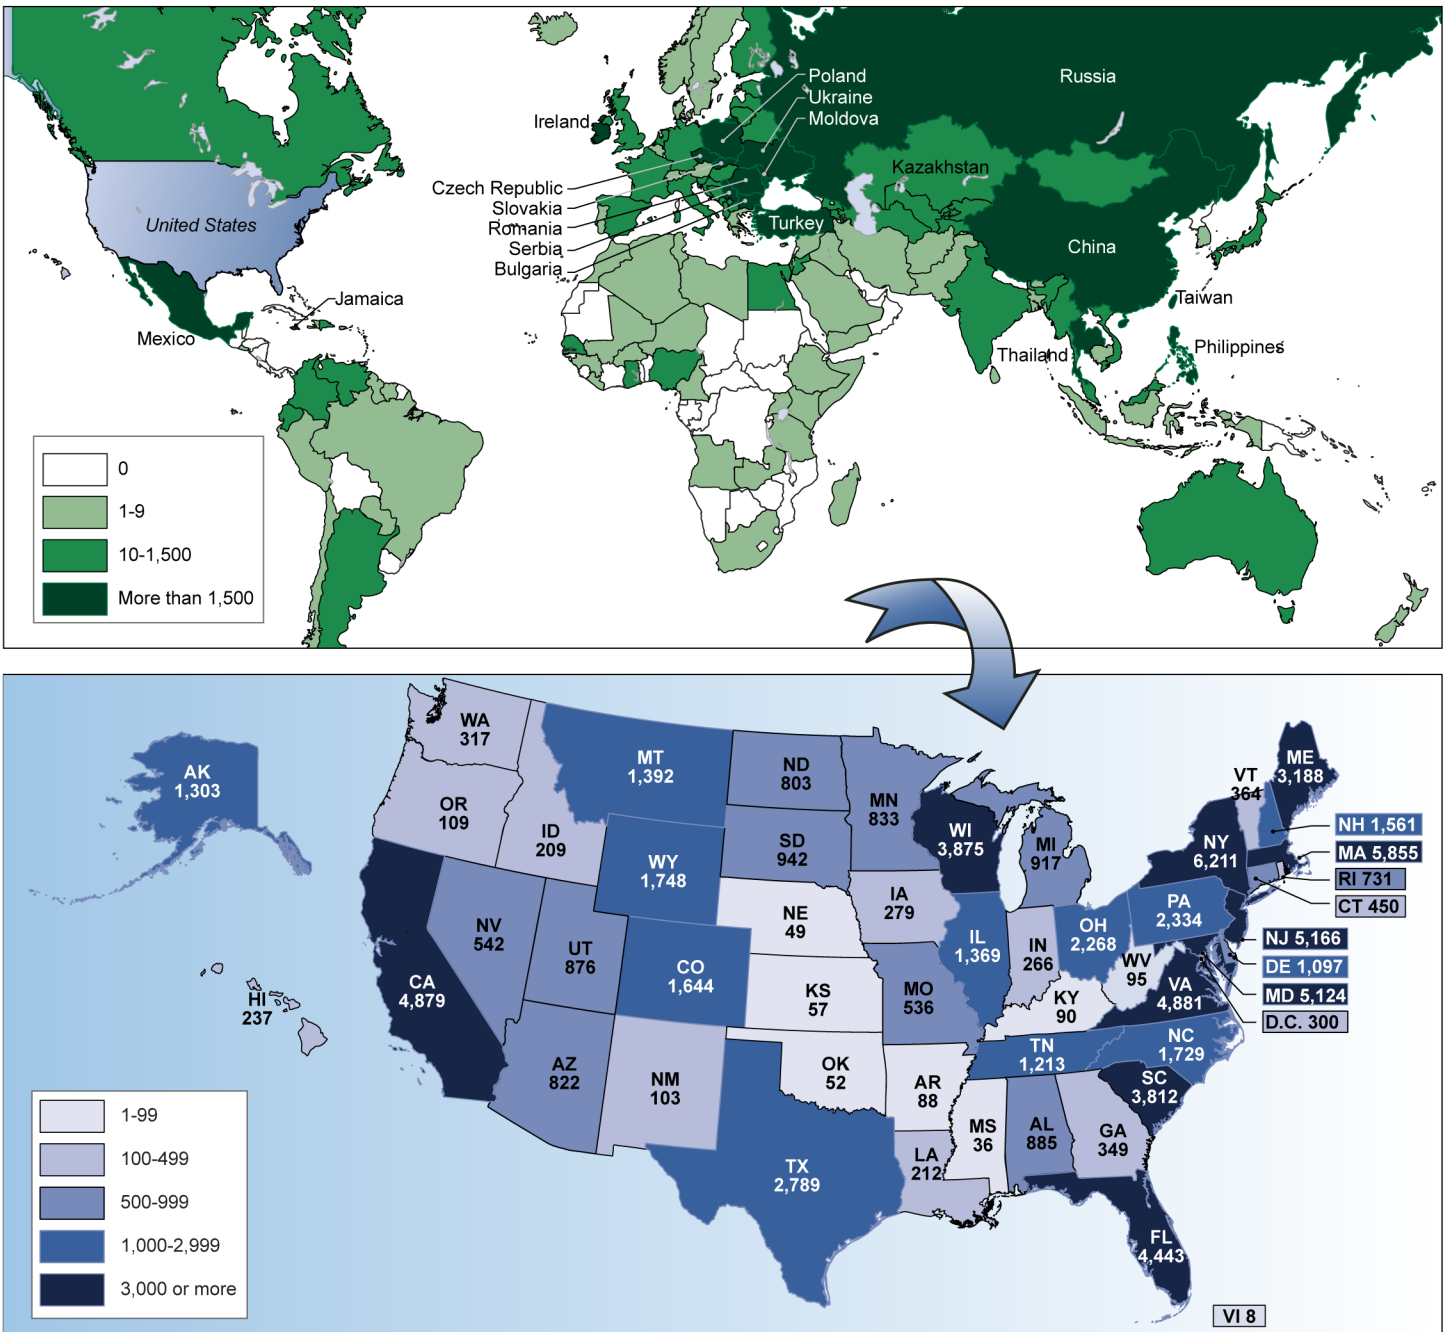 Poland
Russia
Ukraine
Ireland
Moldova
Kazakhstan
Czech Republic
Slovakia
United States
Romania
Turkey
Serbia
China
Bulgaria
Jamaica
Taiwan
Mexico
Thailand
Philippines
0
1-9
10-1,500
More than 1,500
WA
317
MT
1,392
ND
803
ME
3,188
AK
1,303
VT
364
OR
109
MN
833
ID
209
WI
3,875
NH 1,561
SD
942
MI
917
NY
6,211
MA 5,855
WY
1,748
RI 731
IA
279
PA
2,334
CT 450
NE
49
NV
542
OH
2,268
IL
1,369
NJ 5,166
UT
876
IN
266
WV
95
DE 1,097
CO
1,644
CA
4,879
KS
57
MO
536
VA
4,881
MD 5,124
HI
237
KY
90
D.C. 300
TN
1,213
NC
1,729
AZ
822
OK
52
NM
103
AR
88
SC
3,812
MS
36
AL
885
GA
349
LA
212
TX
2,789
FL
4,443
VI 8
1-99
100-499
500-999
1,000-2,999
3,000 or more